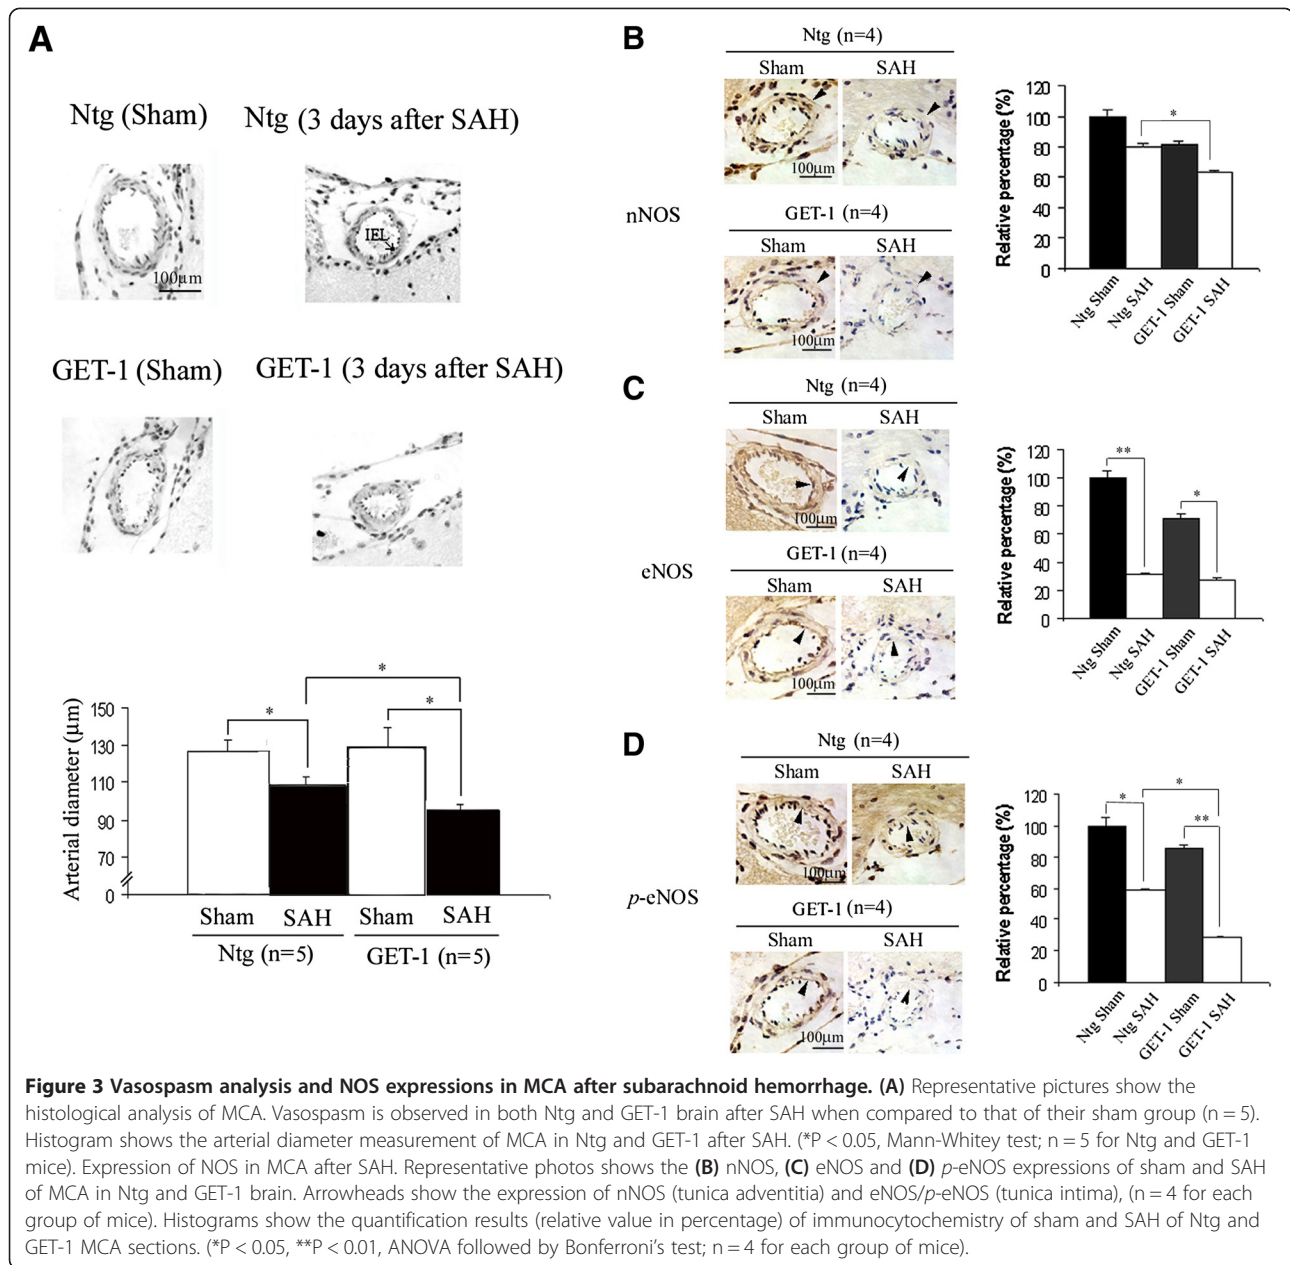 A
Ntg (Sham)
Ntg (3 days after SAH)
100μm
IEL
GET-1 (Sham)
GET-1 (3 days after SAH)
Arterial diameter (μm)
150
130
110
90
70
0
*
*
*
Sham
SAH
Sham
SAH
Ntg (n=5)
GET-1 (n=5)
B
Ntg (n=4)
Sham
SAH
100μm
nNOS
GET-1 (n=4)
Sham
SAH
100μm
Relative percentage (%)
120
100
80
60
40
20
0
*
Ntg Sham
Ntg SAH
GET-1 Sham
GET-1 SAH
C
Ntg (n=4)
Sham
SAH
100μm
eNOS
GET-1 (n=4)
Sham
SAH
100μm
Relative percentage (%)
120
100
80
60
40
20
0
**
*
Ntg Sham
Ntg SAH
GET-1 Sham
GET-1 SAH
D
Ntg (n=4)
Sham
SAH
100μm
p-eNOS
GET-1 (n=4)
Sham
SAH
100μm
Relative percentage (%)
120
100
80
60
40
20
0
*
*
**
Ntg Sham
Ntg SAH
GET-1 Sham
GET-1 SAH
Figure 3 Vasospasm analysis and NOS expressions in MCA after subarachnoid hemorrhage. (A) Representative pictures show the
histological analysis of MCA. Vasospasm is observed in both Ntg and GET-1 brain after SAH when compared to that of their sham group (n = 5).
Histogram shows the arterial diameter measurement of MCA in Ntg and GET-1 after SAH. (*P < 0.05, Mann-Whitey test; n = 5 for Ntg and GET-1
mice). Expression of NOS in MCA after SAH. Representative photos shows the (B) nNOS, (C) eNOS and (D) p-eNOS expressions of sham and SAH
of MCA in Ntg and GET-1 brain. Arrowheads show the expression of nNOS (tunica adventitia) and eNOS/p-eNOS (tunica intima), (n = 4 for each
group of mice). Histograms show the quantification results (relative value in percentage) of immunocytochemistry of sham and SAH of Ntg and
GET-1 MCA sections. (*P < 0.05, **P < 0.01, ANOVA followed by Bonferroni's test; n = 4 for each group of mice).